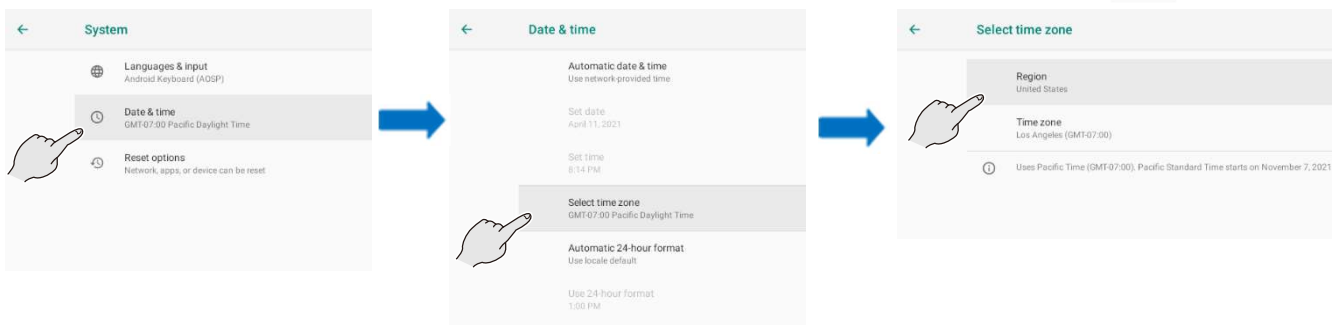 System
Languages & input
Android Keyboard (AOSP)
Date & time
GMT-07:00 Pacific Daylight Time
Reset options
Network, apps, or device can be reset
Date & time
Automatic date & time
Use network-provided time
Set date
April 11, 2021
Set time
8:14 PM
Select time zone
GMT-07:00 Pacific Daylight Time
Automatic 24-hour format
Use locale default
Use 24-hour format
1:00 PM
Select time zone
Region
United States
Time zone
Los Angeles (GMT-07:00)
Uses Pacific Time (GMT-07:00). Pacific Standard Time starts on November 7, 2021